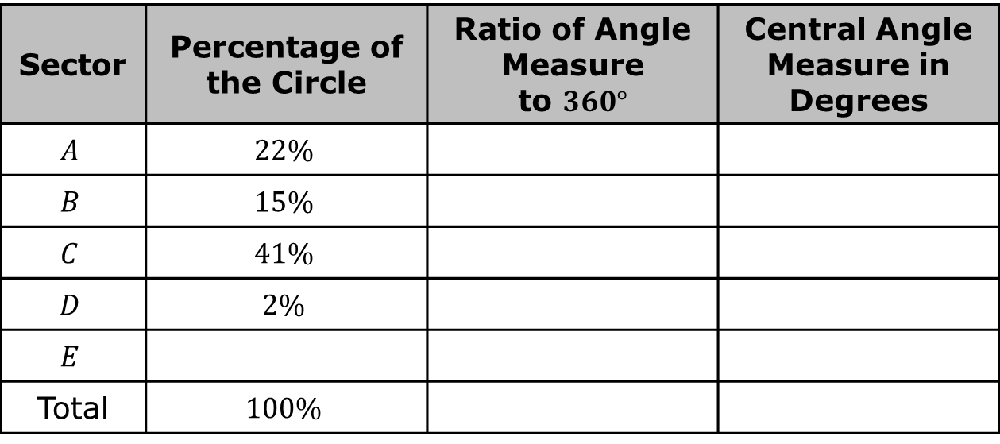 Sector
Percentage of
the Circle
Ratio of Angle
Measure
to 360°
Central Angle
Measure in
Degrees
A
22%
B
15%
C
41%
D
2%
E
Total
100%